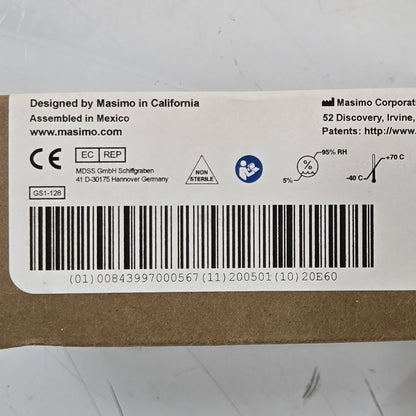 Designed by Masimo in California
Assembled in Mexico
www.masimo.com
Masimo Corporat
52 Discovery, Irvine,
Patents: http://www.
CE
EC REP
MDSS GmbH Schiffgraben
41 D-30175 Hannover Germany
NON
STERILE
%
95% RH
5%
+70 C
-40 C
GS1-128
(01)00843997000567(11)200501(10)20E60